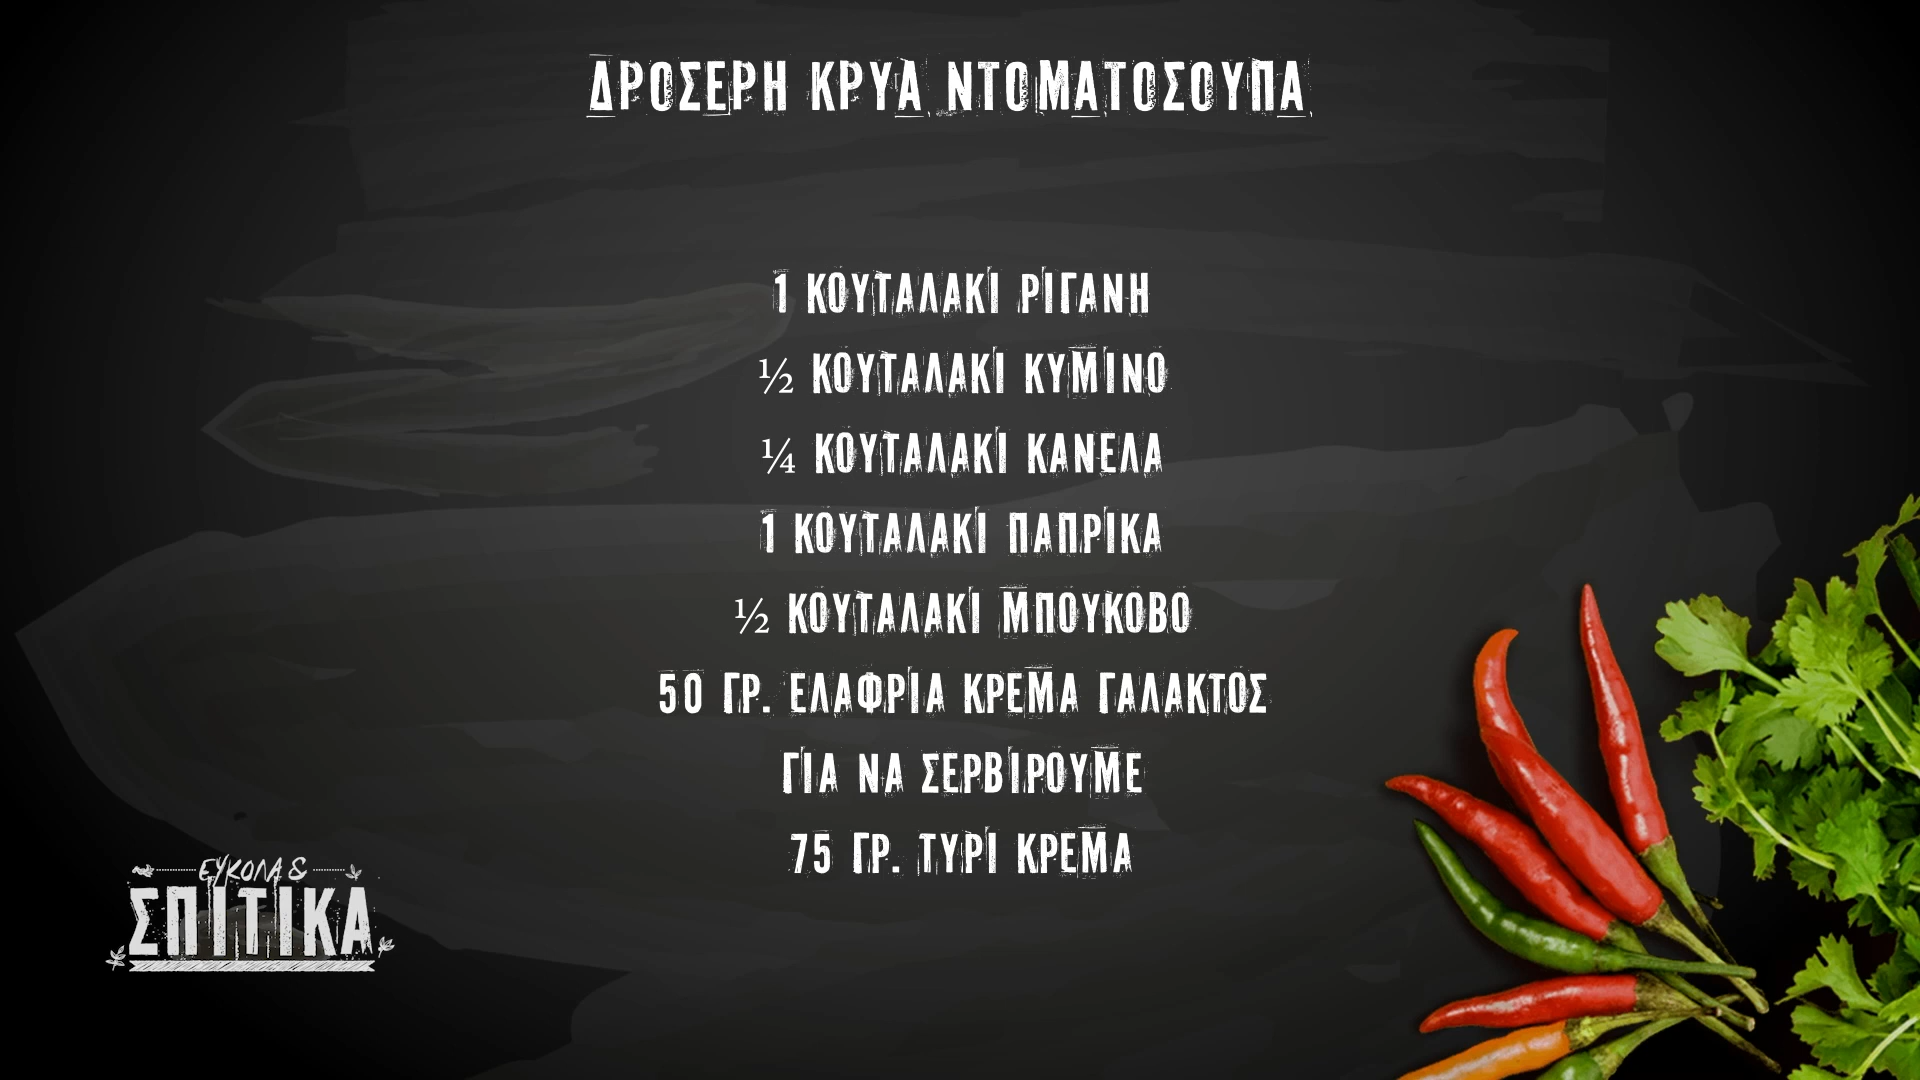 ΔΡΟΣΕΡΗ ΚΡΥΑ ΝΤΟΜΑΤΟΣΟΥΠΑ
1 ΚΟΥΤΑΛΑΚΙ ΡΙΓΑΝΗ
½ ΚΟΥΤΑΛΑΚΙ ΚΥΜΙΝΟ
¼ ΚΟΥΤΑΛΑΚΙ ΚΑΝΕΛΑ
1 ΚΟΥΤΑΛΑΚΙ ΠΑΠΡΙΚΑ
½ ΚΟΥΤΑΛΑΚΙ ΜΠΟΥΚΟΒΟ
50 ΓΡ. ΕΛΑΦΡΙΑ ΚΡΕΜΑ ΓΑΛΑΚΤΟΣ
ΓΙΑ ΝΑ ΣΕΡΒΙΡΟΥΜΕ
75 ΓΡ. ΤΥΡΙ ΚΡΕΜΑ
ΕΥΚΟΛΑ &
ΣΠΙΤΙΚΑ